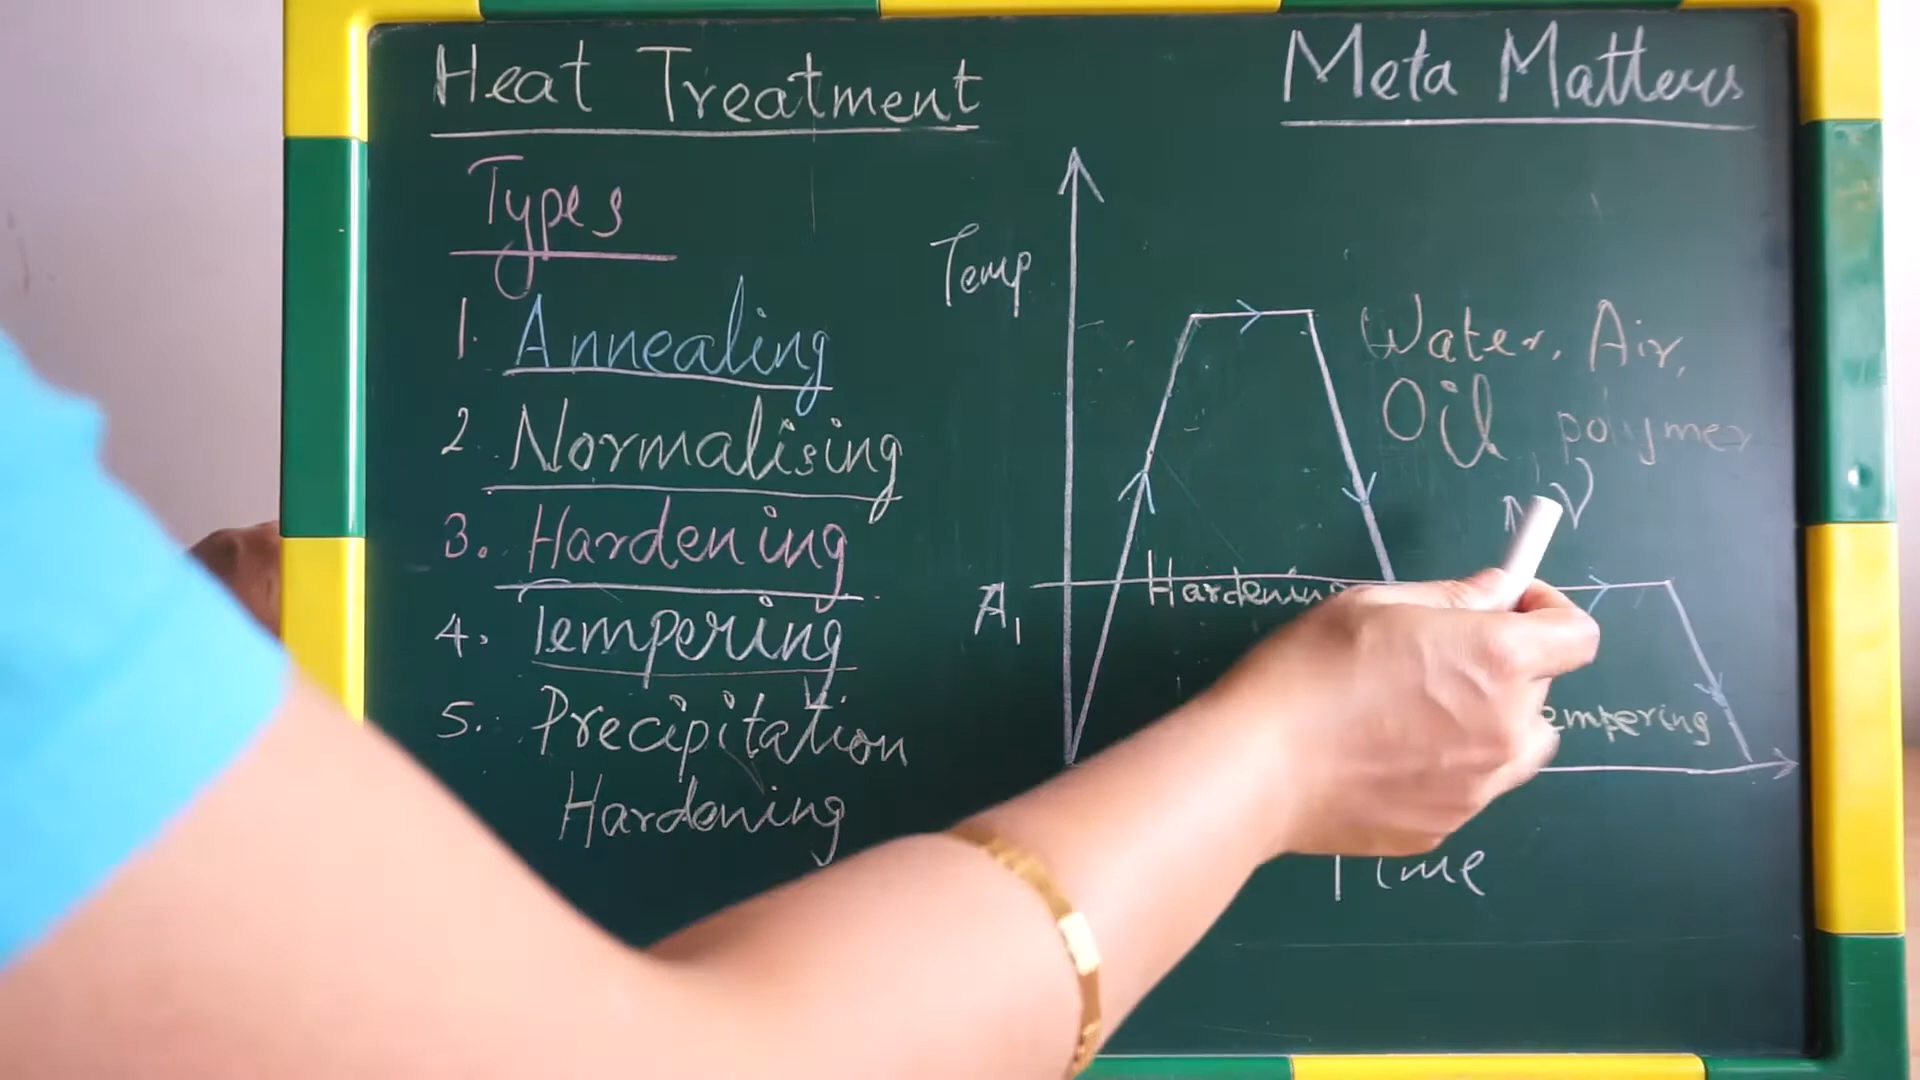 Heat Treatment
Meta Matters
Types
1. Annealing
2. Normalising
3. Hardening
4. Tempering
5. Precipitation
Hardening
Temp
Water, Air,
Oil, polymer
A1
Hardening
empering
Time